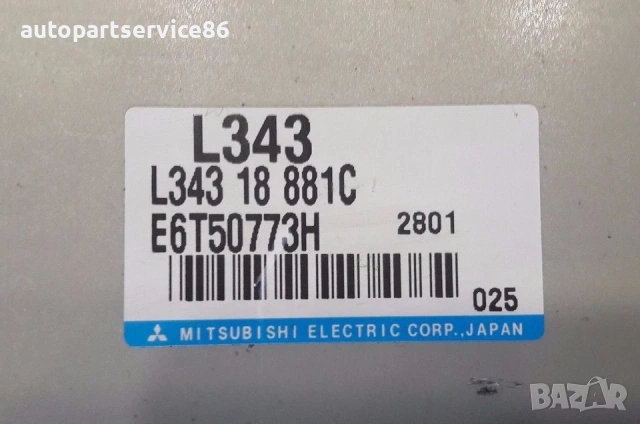 autopartservice86
L343
L343 18 881C
E6T50773H 2801
025
MITSUBISHI ELECTRIC CORP.,JAPAN
BAZAR